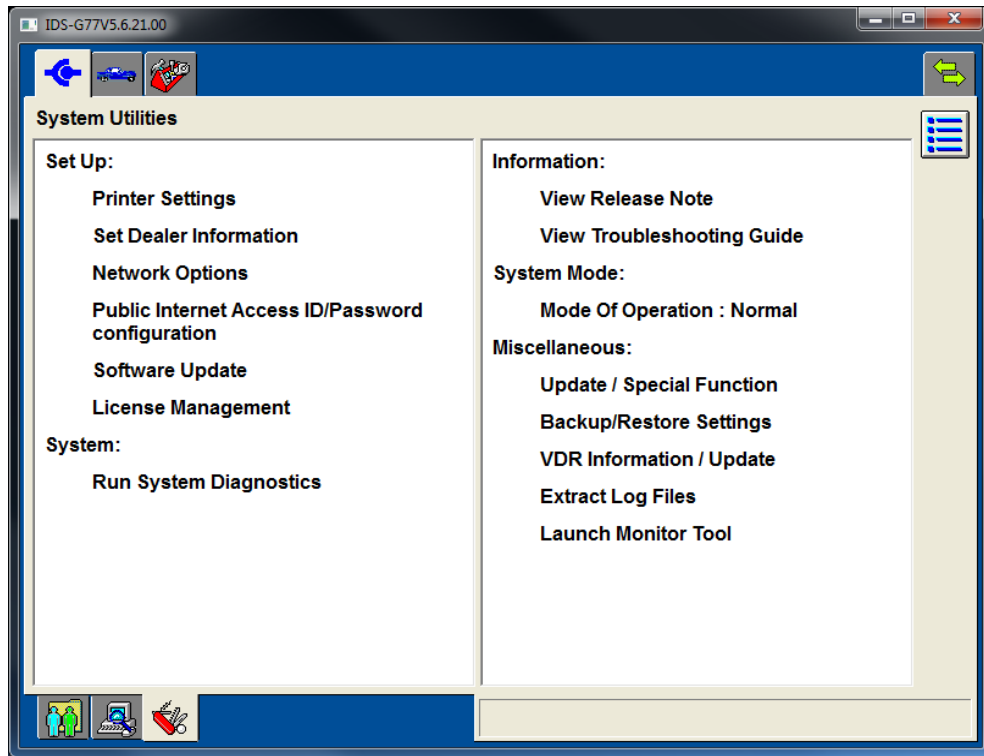 IDS-G77V5.6.21.00
System Utilities
Set Up:
Printer Settings
Set Dealer Information
Network Options
Public Internet Access ID/Password
configuration
Software Update
License Management
System:
Run System Diagnostics
Information:
View Release Note
View Troubleshooting Guide
System Mode:
Mode Of Operation : Normal
Miscellaneous:
Update / Special Function
Backup/Restore Settings
VDR Information / Update
Extract Log Files
Launch Monitor Tool